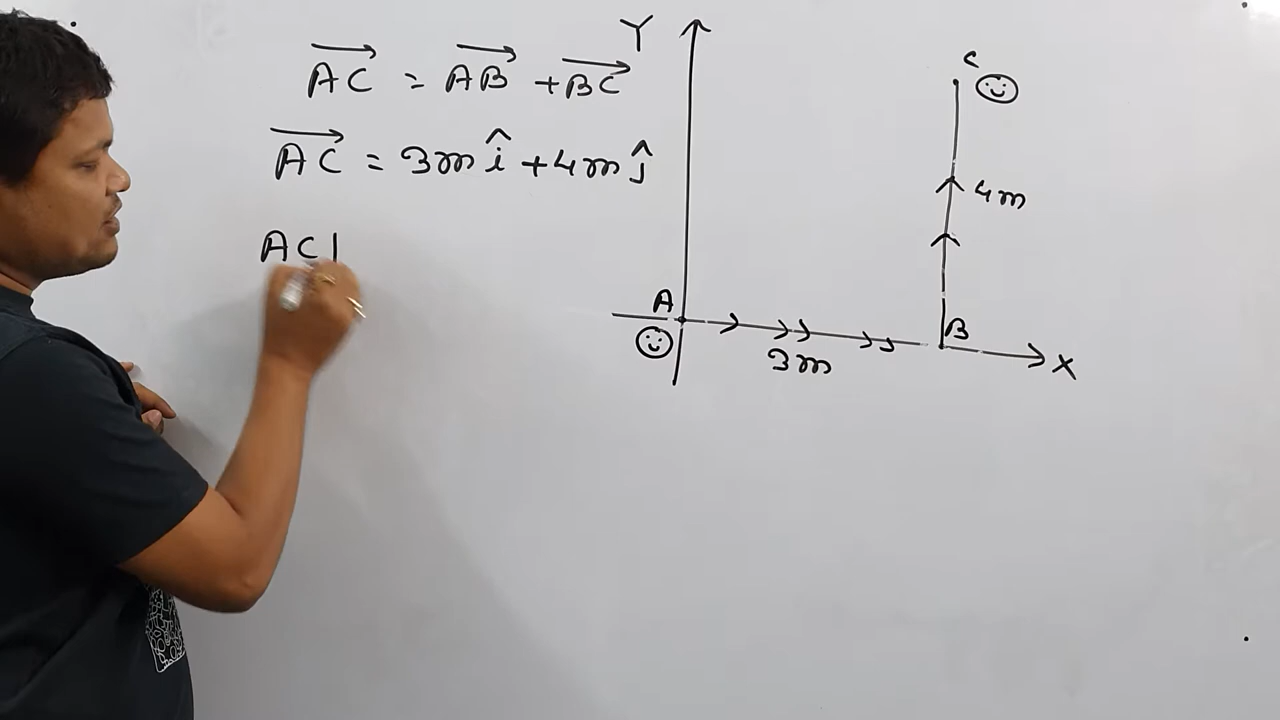 AC⃗ = AB⃗ + BC⃗
AC⃗ = 3m î + 4m ĵ
AC|
Y
C
4m
A
B
3m
X